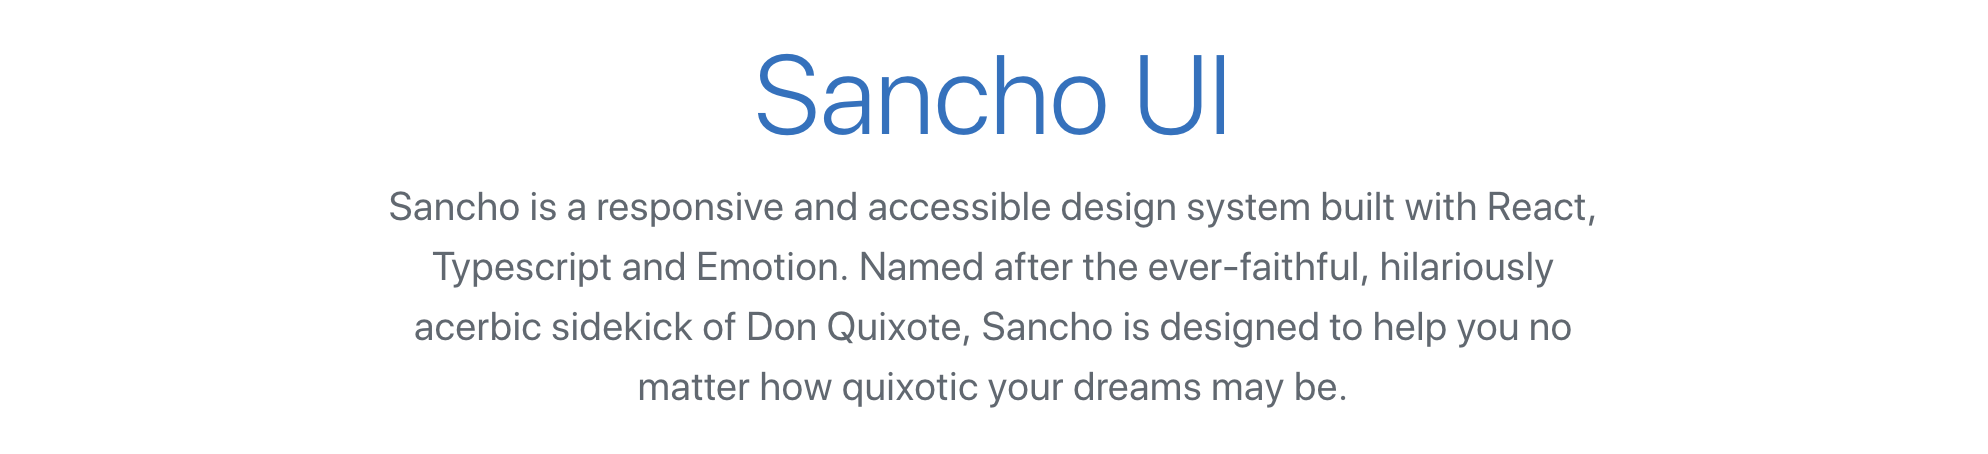 Sancho UI
Sancho is a responsive and accessible design system built with React,
Typescript and Emotion. Named after the ever-faithful, hilariously
acerbic sidekick of Don Quixote, Sancho is designed to help you no
matter how quixotic your dreams may be.